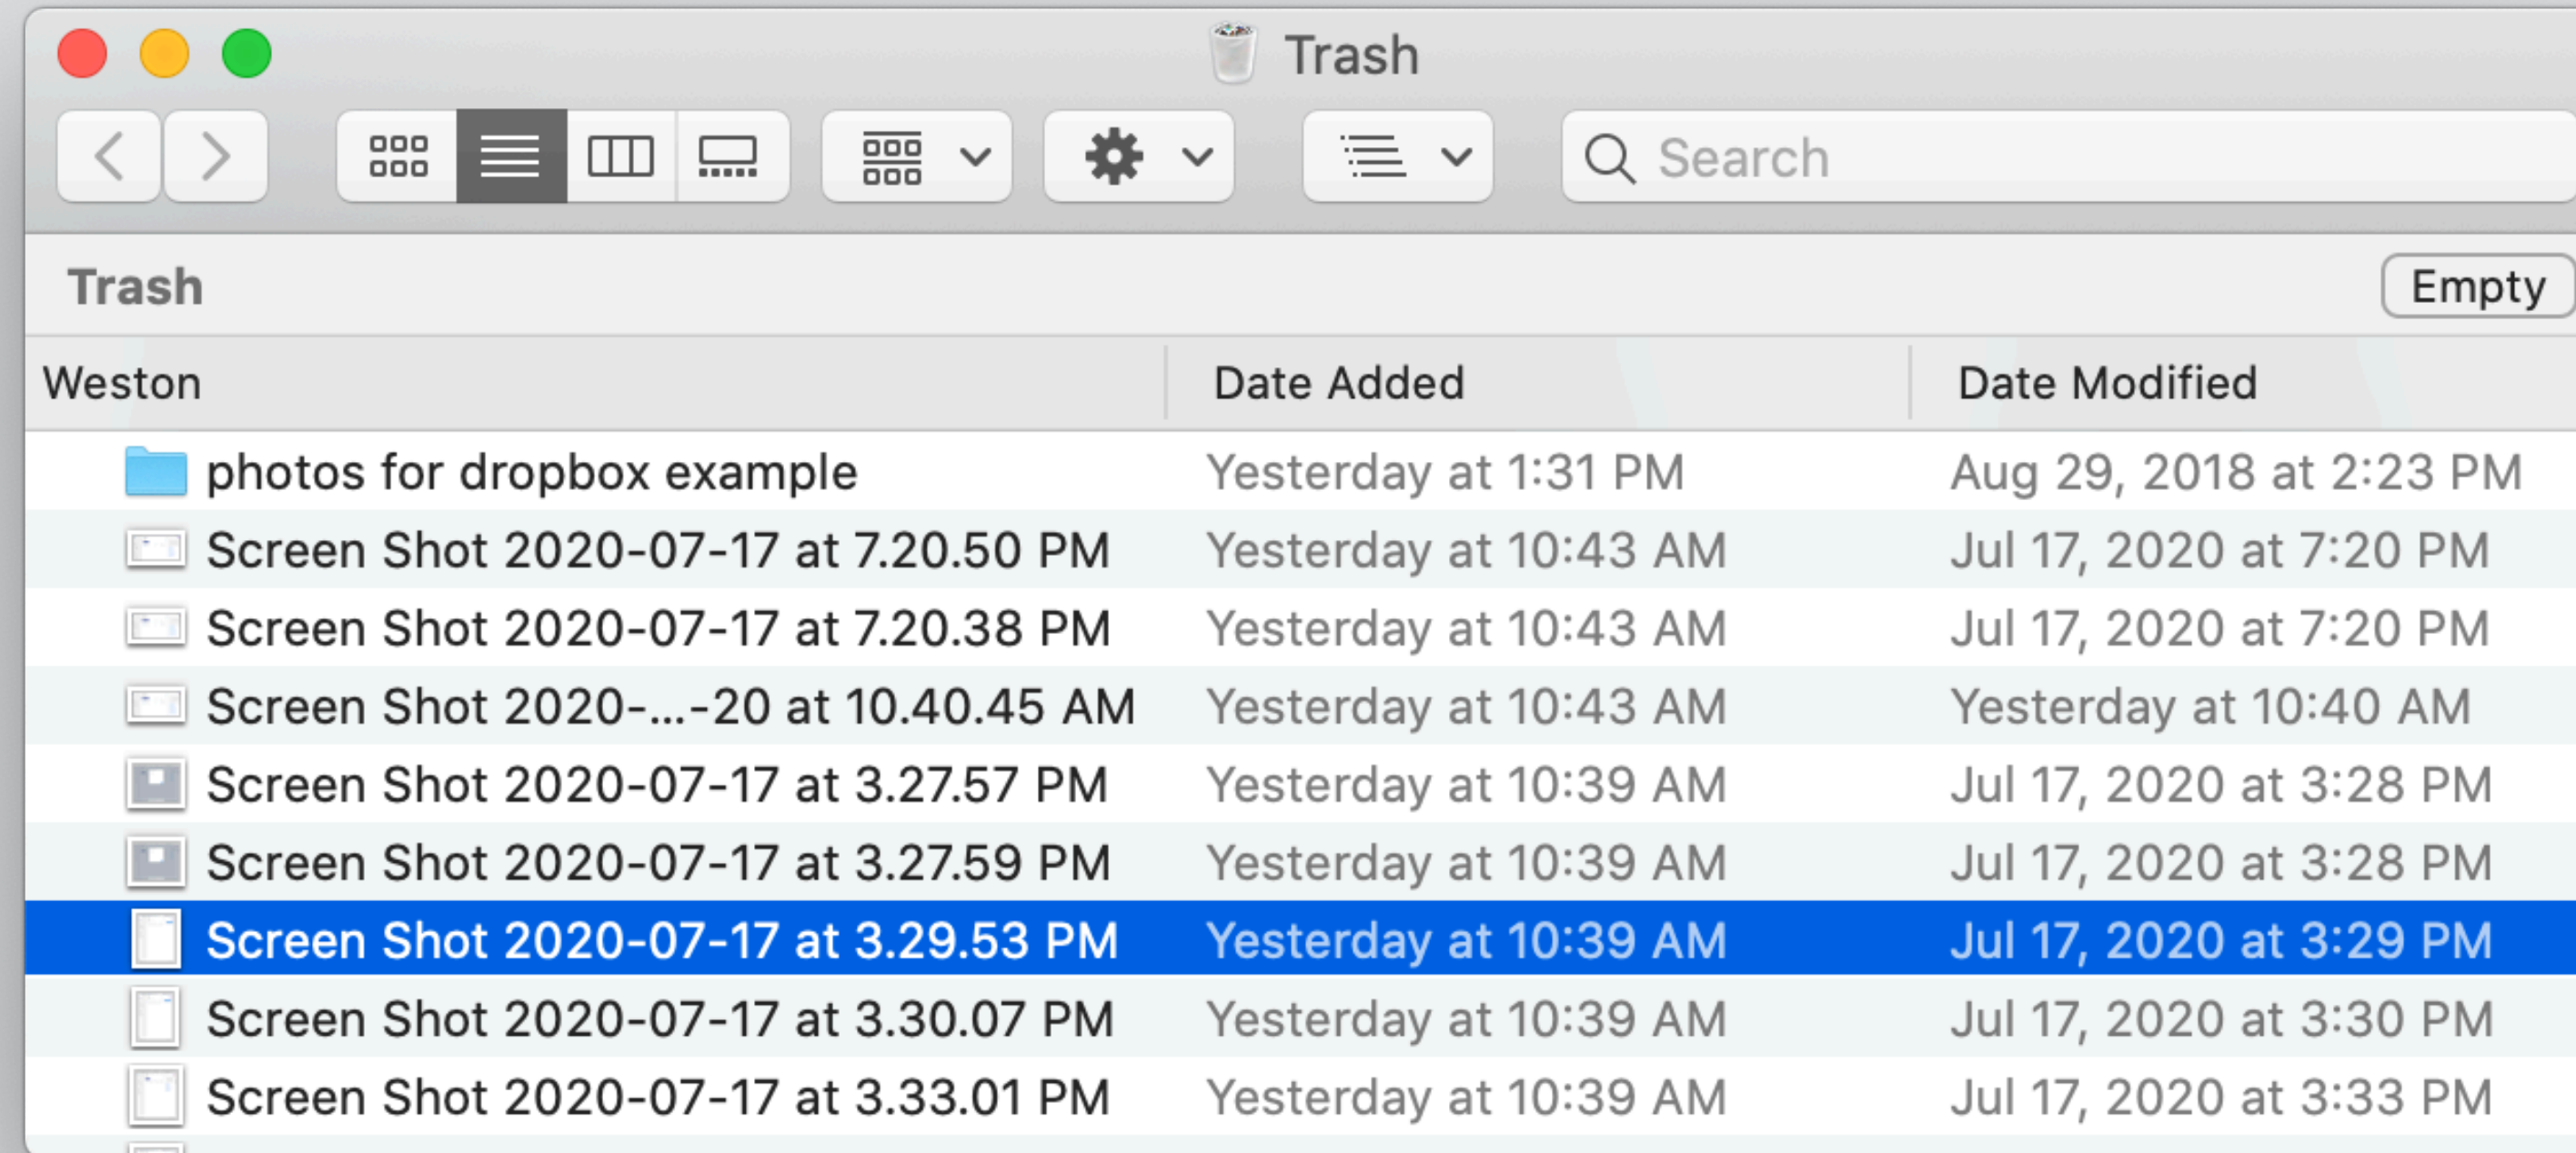 Trash
Search
Trash
Empty
Weston Date Added Date Modified
photos for dropbox example Yesterday at 1:31 PM Aug 29, 2018 at 2:23 PM
Screen Shot 2020-07-17 at 7.20.50 PM Yesterday at 10:43 AM Jul 17, 2020 at 7:20 PM
Screen Shot 2020-07-17 at 7.20.38 PM Yesterday at 10:43 AM Jul 17, 2020 at 7:20 PM
Screen Shot 2020-...-20 at 10.40.45 AM Yesterday at 10:43 AM Yesterday at 10:40 AM
Screen Shot 2020-07-17 at 3.27.57 PM Yesterday at 10:39 AM Jul 17, 2020 at 3:28 PM
Screen Shot 2020-07-17 at 3.27.59 PM Yesterday at 10:39 AM Jul 17, 2020 at 3:28 PM
Screen Shot 2020-07-17 at 3.29.53 PM Yesterday at 10:39 AM Jul 17, 2020 at 3:29 PM
Screen Shot 2020-07-17 at 3.30.07 PM Yesterday at 10:39 AM Jul 17, 2020 at 3:30 PM
Screen Shot 2020-07-17 at 3.33.01 PM Yesterday at 10:39 AM Jul 17, 2020 at 3:33 PM